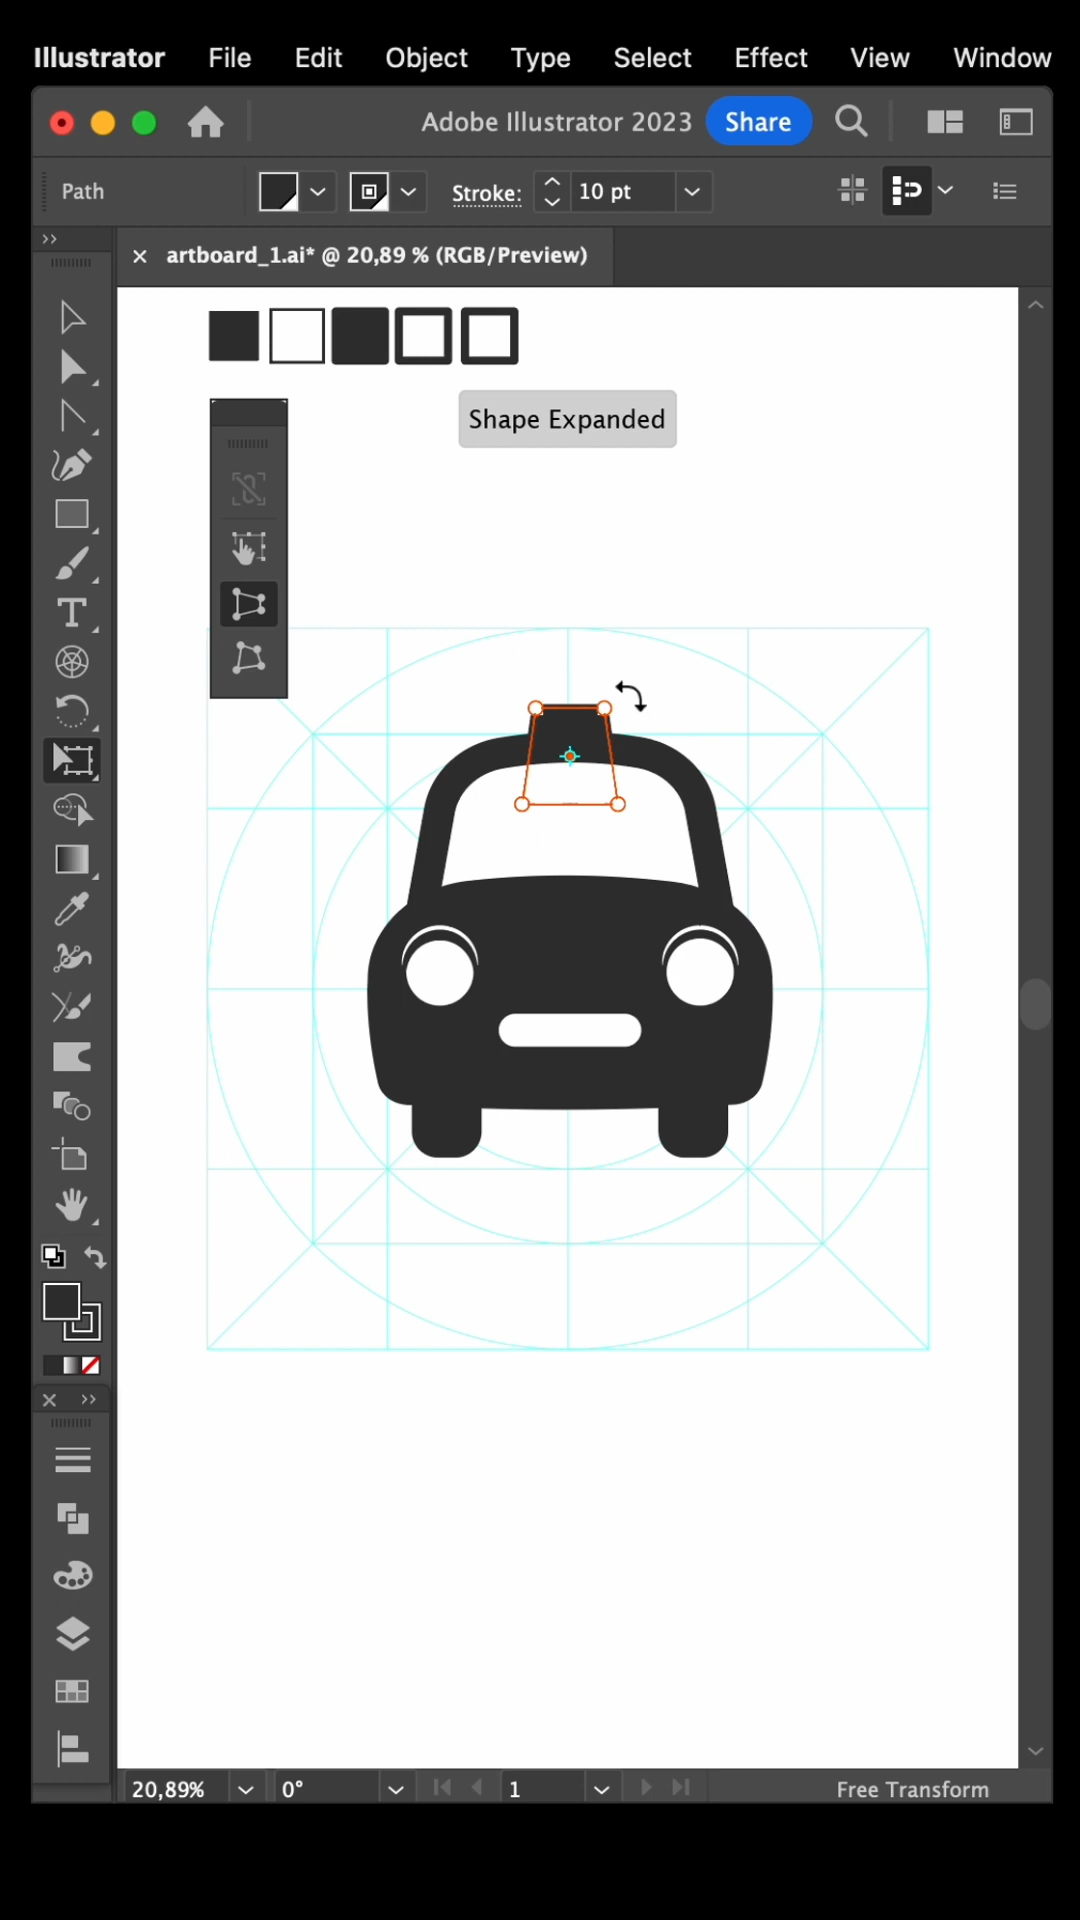 Illustrator File Edit Object Type Select Effect View Window
Adobe Illustrator 2023 Share
Path Stroke: 10 pt
artboard_1.ai* @ 20,89 % (RGB/Preview)
Shape Expanded
20,89% 0° 1 Free Transform